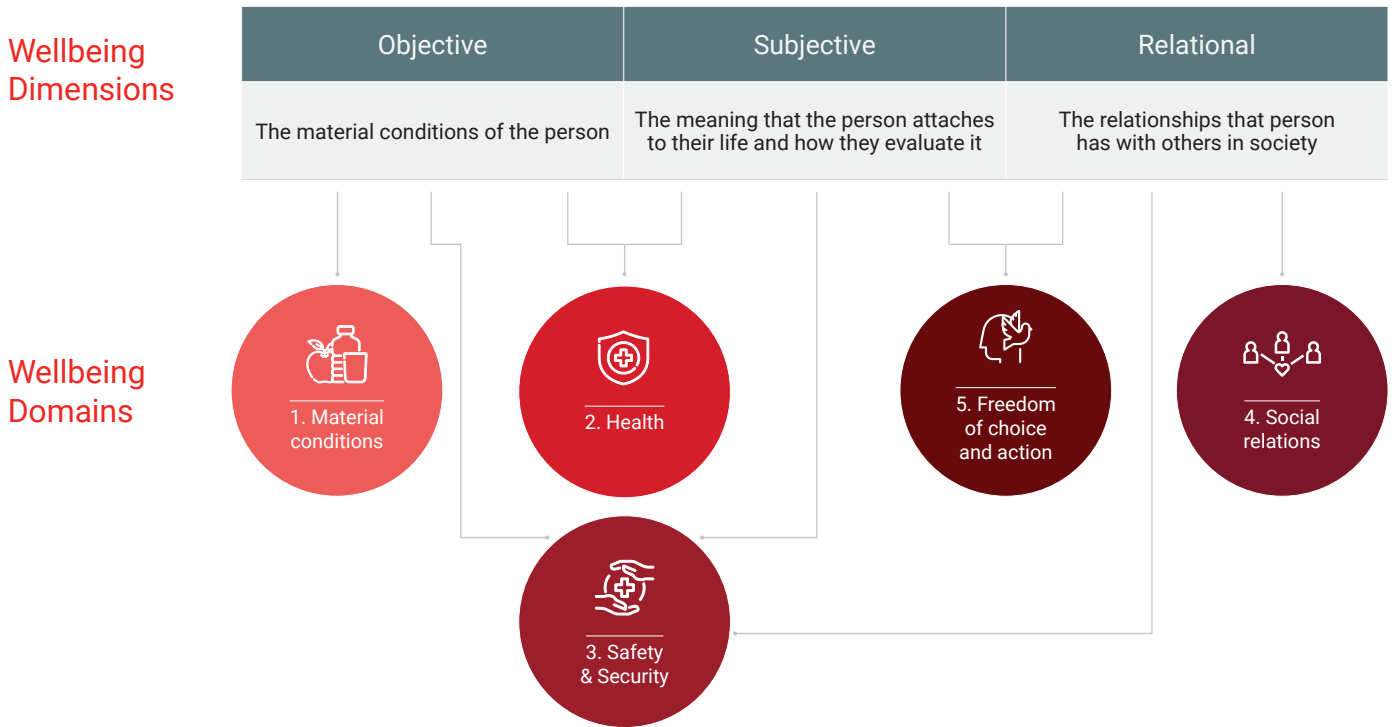 Wellbeing
Dimensions
Objective
Subjective
Relational
The material conditions of the person
The meaning that the person attaches
to their life and how they evaluate it
The relationships that person
has with others in society
Wellbeing
Domains
1. Material
conditions
2. Health
5. Freedom
of choice
and action
4. Social
relations
3. Safety
& Security